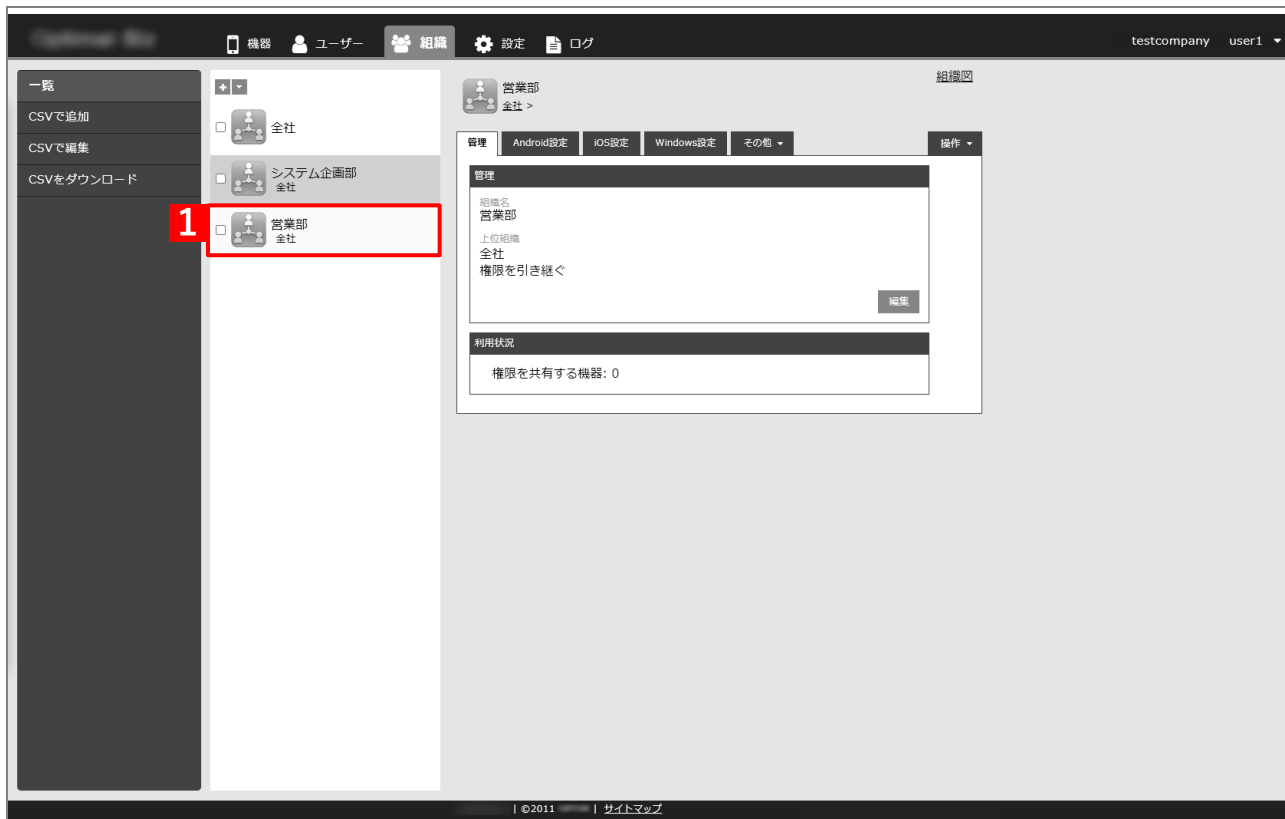 機器 ユーザー 組織 設定 ログ testcompany user1
一覧
CSVで追加
CSVで編集
CSVをダウンロード
全社
システム企画部
全社
1
営業部
全社
組織図
営業部
全社 >
管理 Android設定 iOS設定 Windows設定 その他 操作
管理
組織名
営業部
上位組織
全社
権限を引き継ぐ
編集
利用状況
権限を共有する機器: 0
| ©2011 | サイトマップ